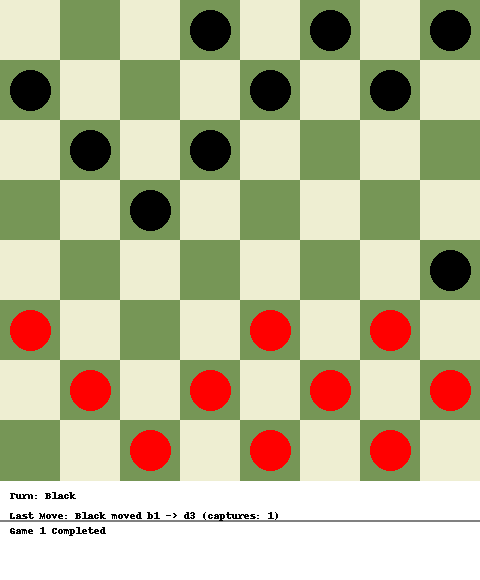 Turn: Black
Last Move: Black moved b1 -> d3 (captures: 1)
Game 1 Completed